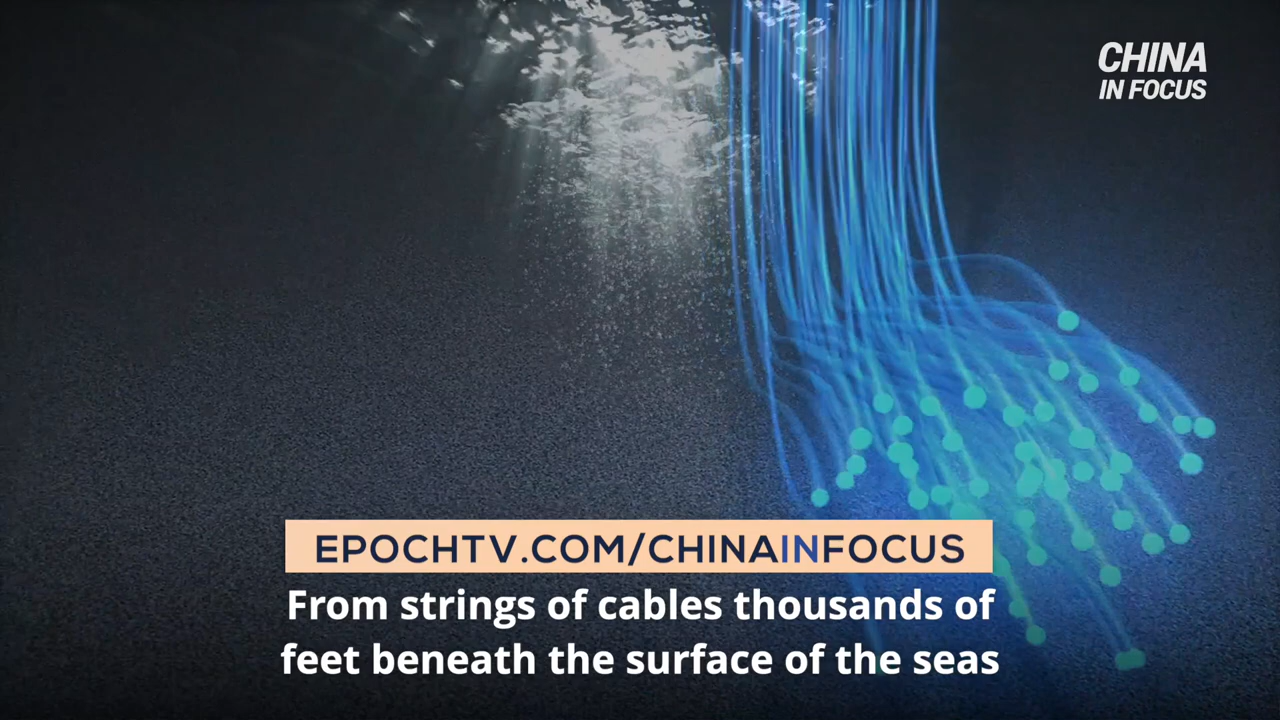 CHINA
IN FOCUS
EPOCHTV.COM/CHINAINFOCUS
From strings of cables thousands of
feet beneath the surface of the seas